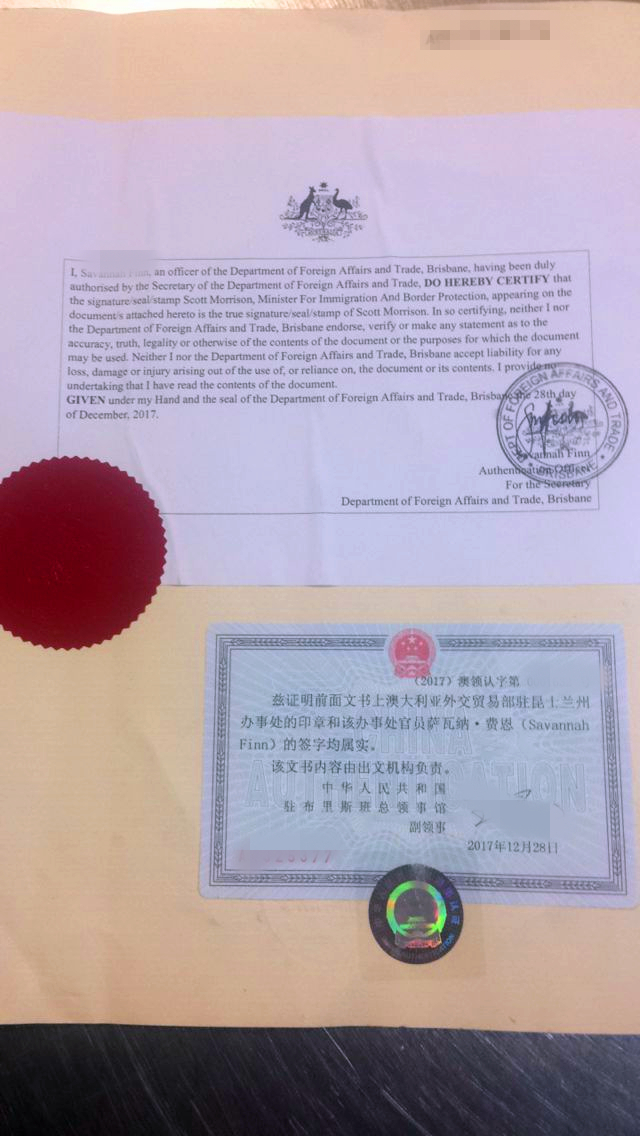 AUSTRALIA
I, Sa an officer of the Department of Foreign Affairs and Trade, Brisbane, having been duly
authorised by the Secretary of the Department of Foreign Affairs and Trade, DO HEREBY CERTIFY that
the signature/seal/stamp Scott Morrison, Minister For Immigration And Border Protection, appearing on the
document/s attached hereto is the true signature/seal/stamp of Scott Morrison. In so certifying, neither I nor
the Department of Foreign Affairs and Trade, Brisbane endorse, verify or make any statement as to the
accuracy, truth, legality or otherwise of the contents of the document or the purposes for which the document
may be used. Neither I nor the Department of Foreign Affairs and Trade, Brisbane accept liability for any
loss, damage or injury arising out of the use of, or reliance on, the document or its contents. I provide no
undertaking that I have read the contents of the document.
GIVEN under my Hand and the seal of the Department of Foreign Affairs and Trade, Brisbane the 28th day
of December, 2017.
DEPT OF FOREIGN AFFAIRS AND TRADE
BRISBANE
Savannah Finn
Authentication Officer
For the Secretary
Department of Foreign Affairs and Trade, Brisbane
(2017) 澳领认字第
兹证明前面文书上澳大利亚外交贸易部驻昆士兰州
办事处的印章和该办事处官员萨瓦纳·费恩（Savannah
Finn）的签字均属实。
该文书内容由出文机构负责。
CHINA
AUTHENTICATION
中华人民共和国
驻布里斯班总领事馆
副领事
2017年12月28日
AUTHENTICATION